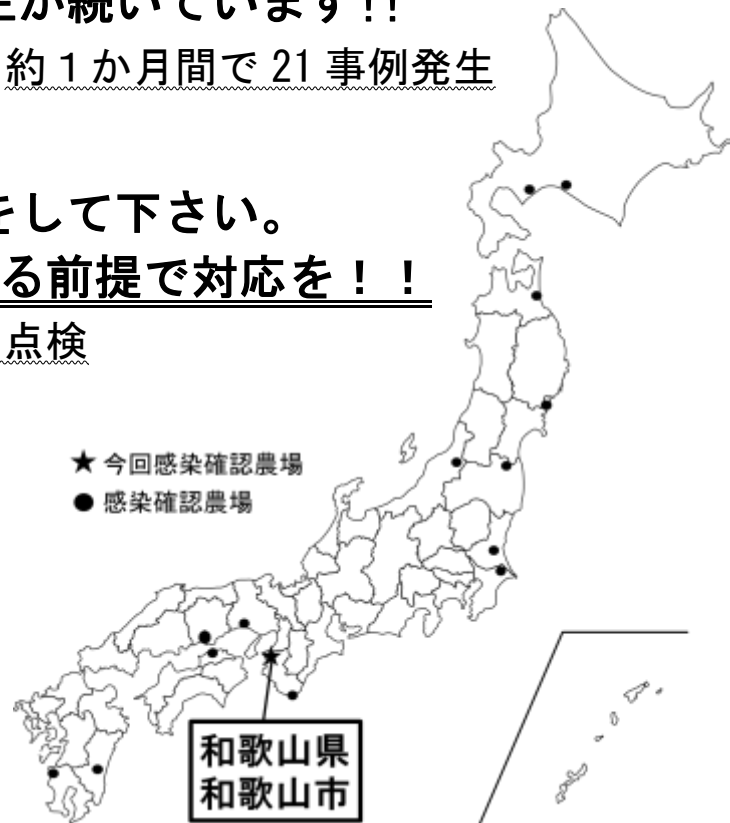 生が続いています!!
約１か月間で 21 事例発生
をして下さい。
る前提で対応を！！
点検
★ 今回感染確認農場
● 感染確認農場
和歌山県
和歌山市